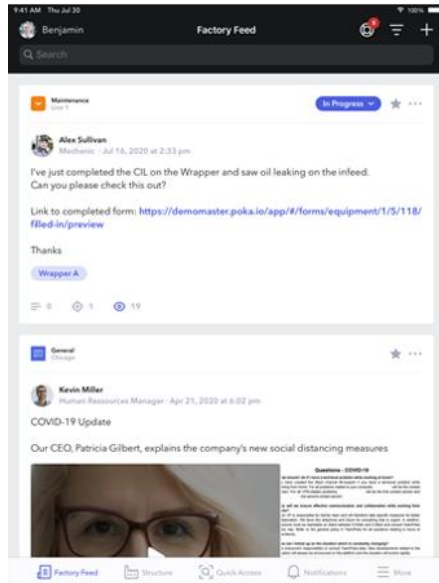 9:41 AM Thu Jul 30
100%
Benjamin
Factory Feed
Search
Maintenance
Line 1
In Progress
Alex Sullivan
Mechanic · Jul 16, 2020 at 2:33 pm
I've just completed the CIL on the Wrapper and saw oil leaking on the infeed.
Can you please check this out?
Link to completed form: https://demomaster.poka.io/app/#/forms/equipment/1/5/118/
filled-in/preview
Thanks
Wrapper A
0 1 19
General
Chicago
Kevin Miller
Human Ressources Manager · Apr 21, 2020 at 6:02 pm
COVID-19 Update
Our CEO, Patricia Gilbert, explains the company's new social distancing measures
Questions - COVID-19
Factory Feed
Structure
Quick Access
Notifications
More